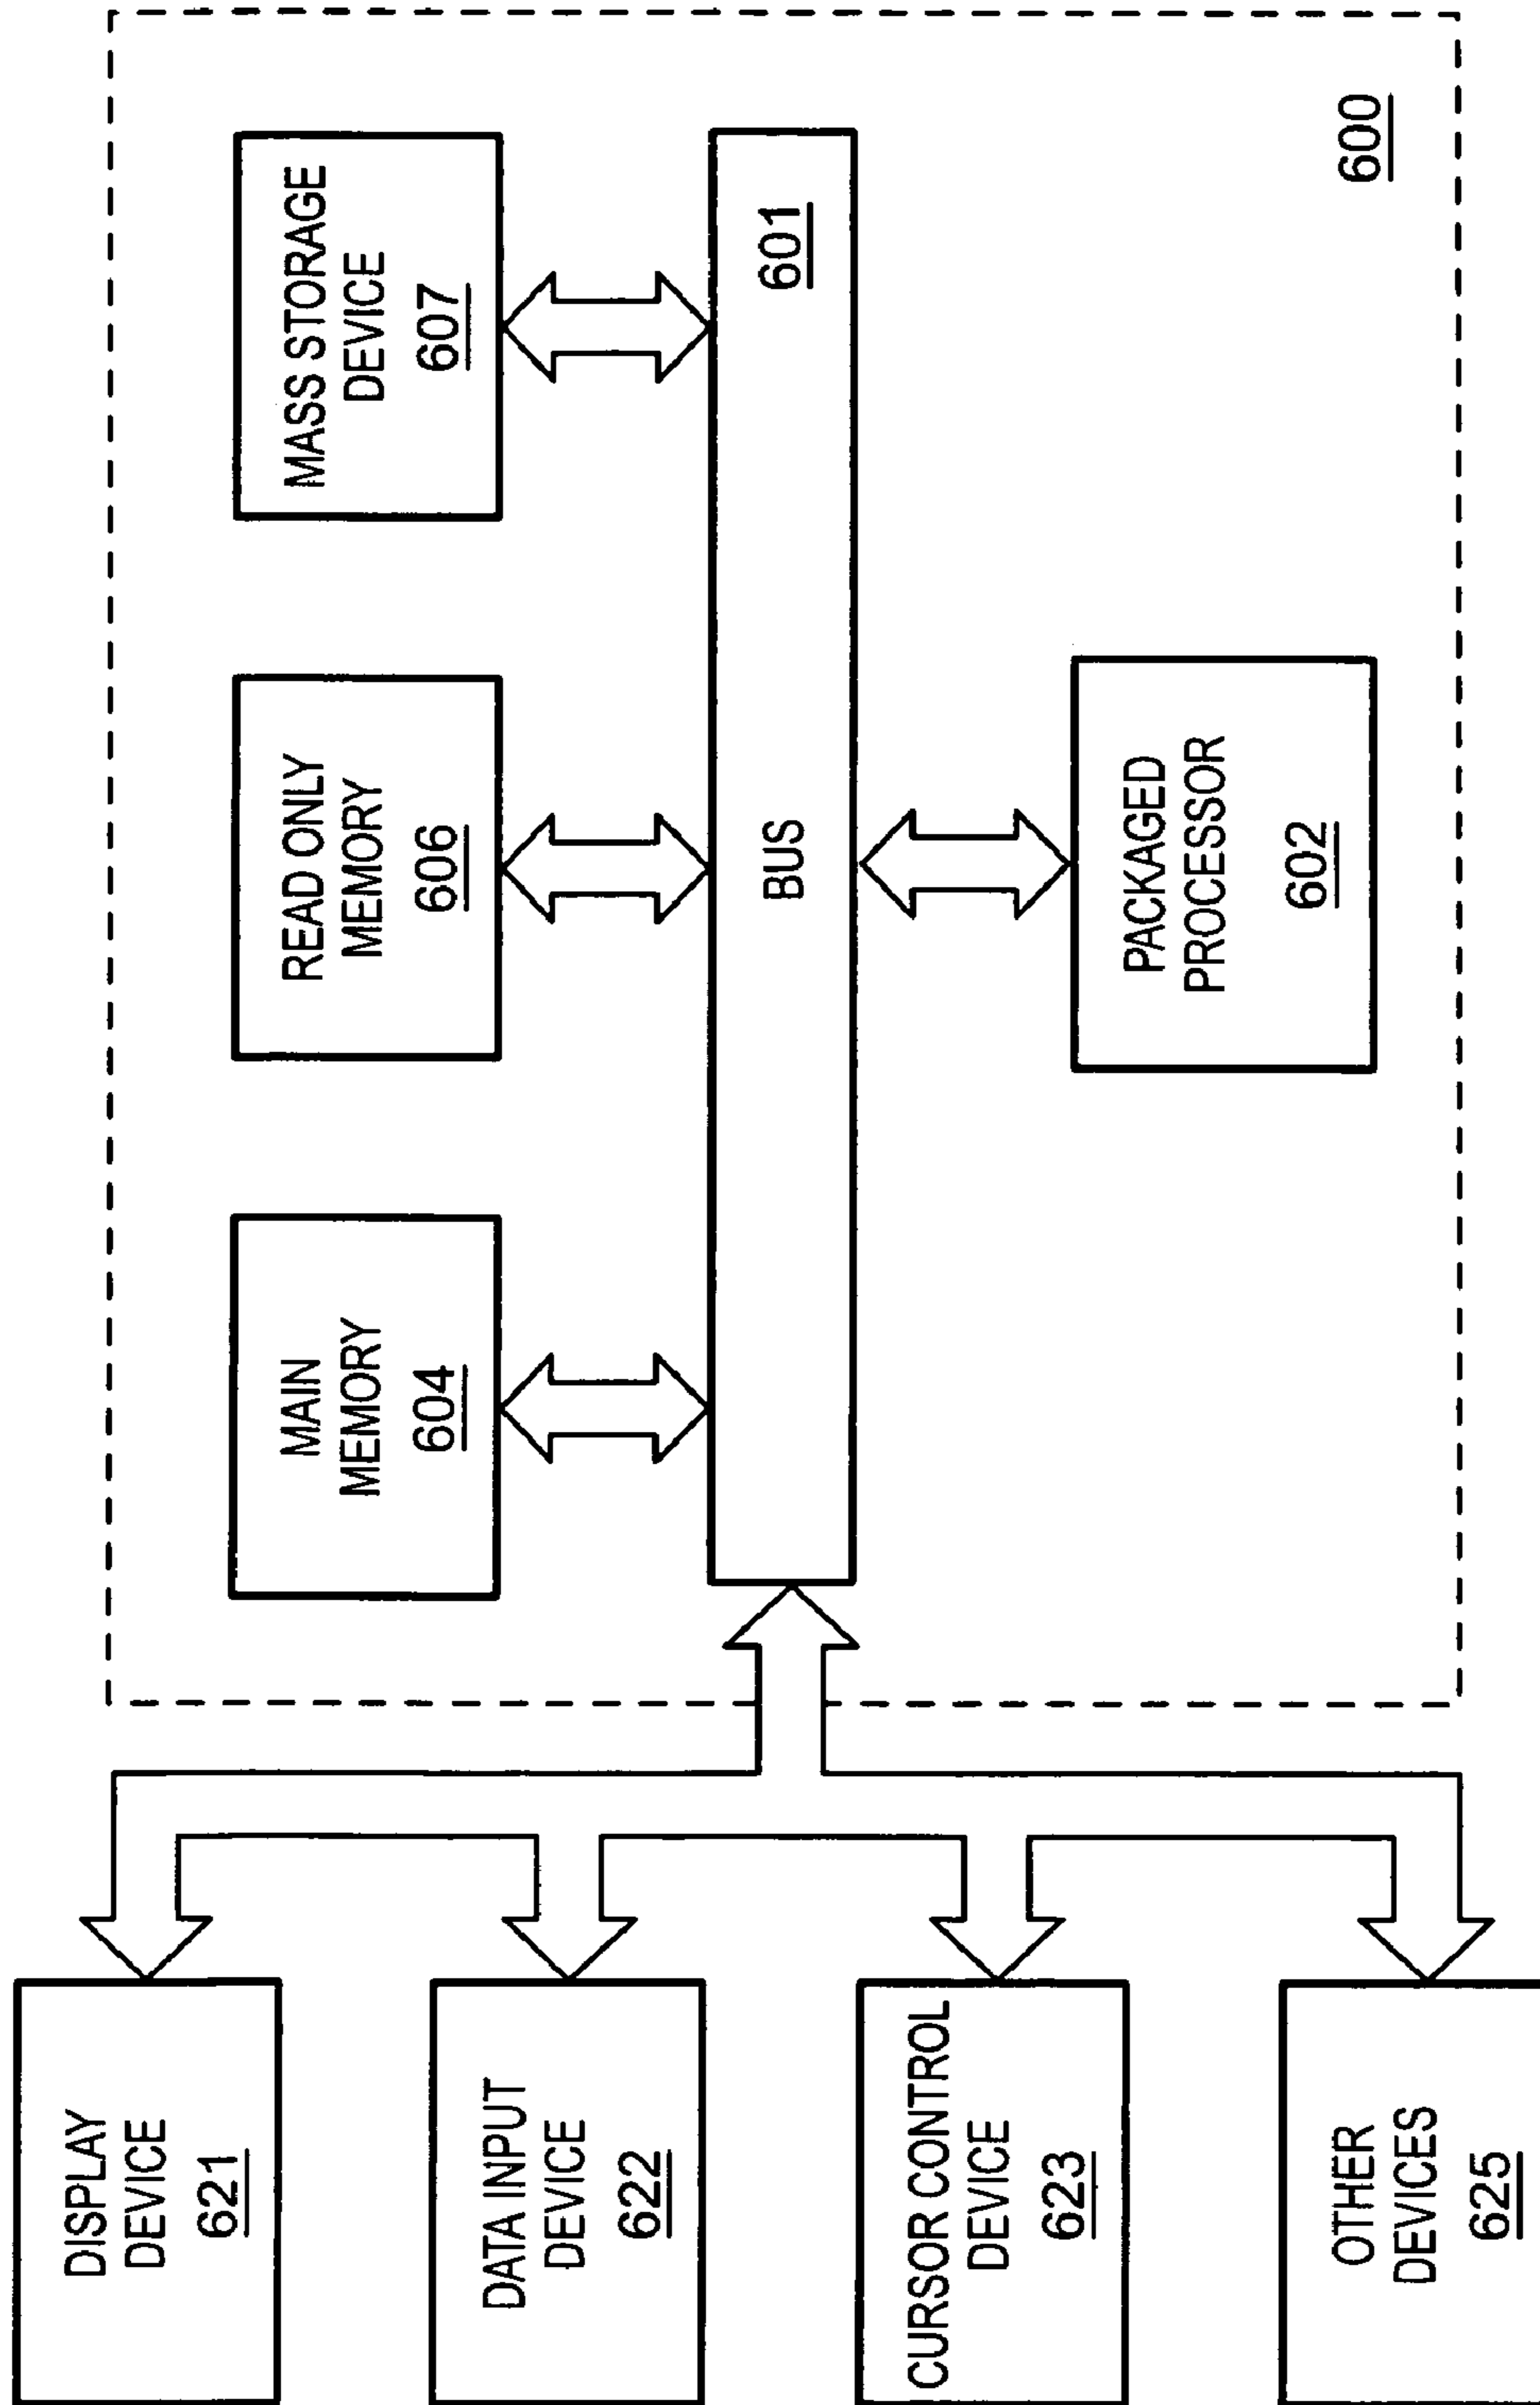 DISPLAY
DEVICE
621
DATA INPUT
DEVICE
622
CURSOR CONTROL
DEVICE
623
OTHER
DEVICES
625
MAIN
MEMORY
604
READ ONLY
MEMORY
606
MASS STORAGE
DEVICE
607
BUS
601
PACKAGED
PROCESSOR
602
600